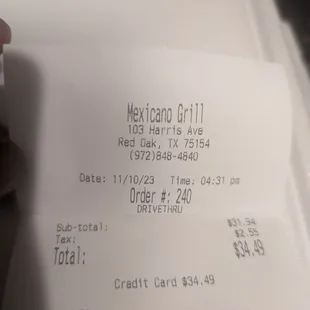 Mexicano Grill
103 Harris Ave
Red Oak, TX 75154
(972)848-4840
Date: 11/10/23 Time: 04:31 pm
Order #: 240
DRIVETHRU
Sub-total: $31.94
Tax: $2.55
Total: $34.49
Credit Card $34.49